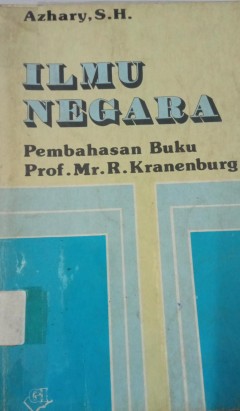 Azhary, S.H.
ILMU
NEGARA
Pembahasan Buku
Prof. Mr. R. Kranenburg